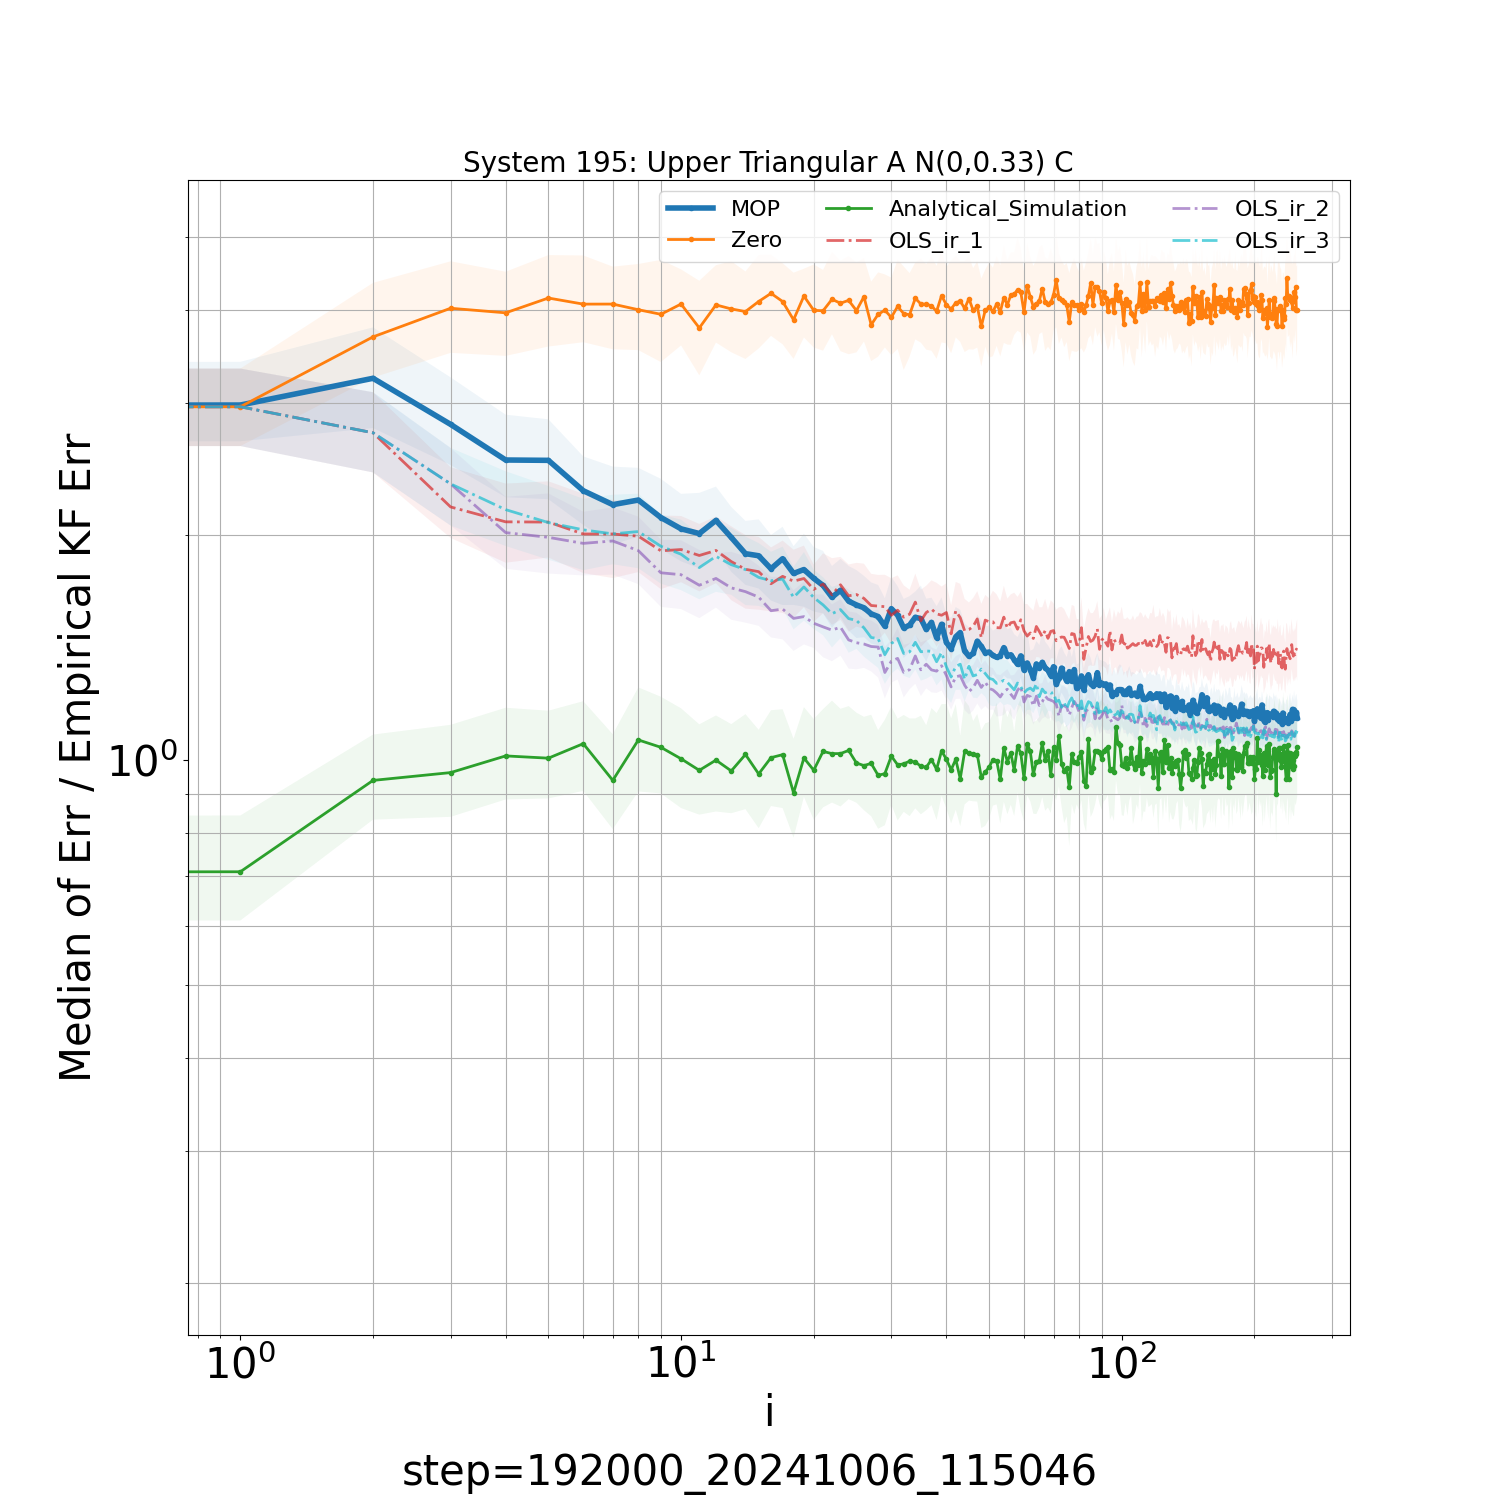 System 195: Upper Triangular A N(0,0.33) C
MOP Analytical_Simulation OLS_ir_2
Zero OLS_ir_1 OLS_ir_3
Median of Err / Empirical KF Err
10⁰
10⁰ 10¹ 10²
i
step=192000_20241006_115046